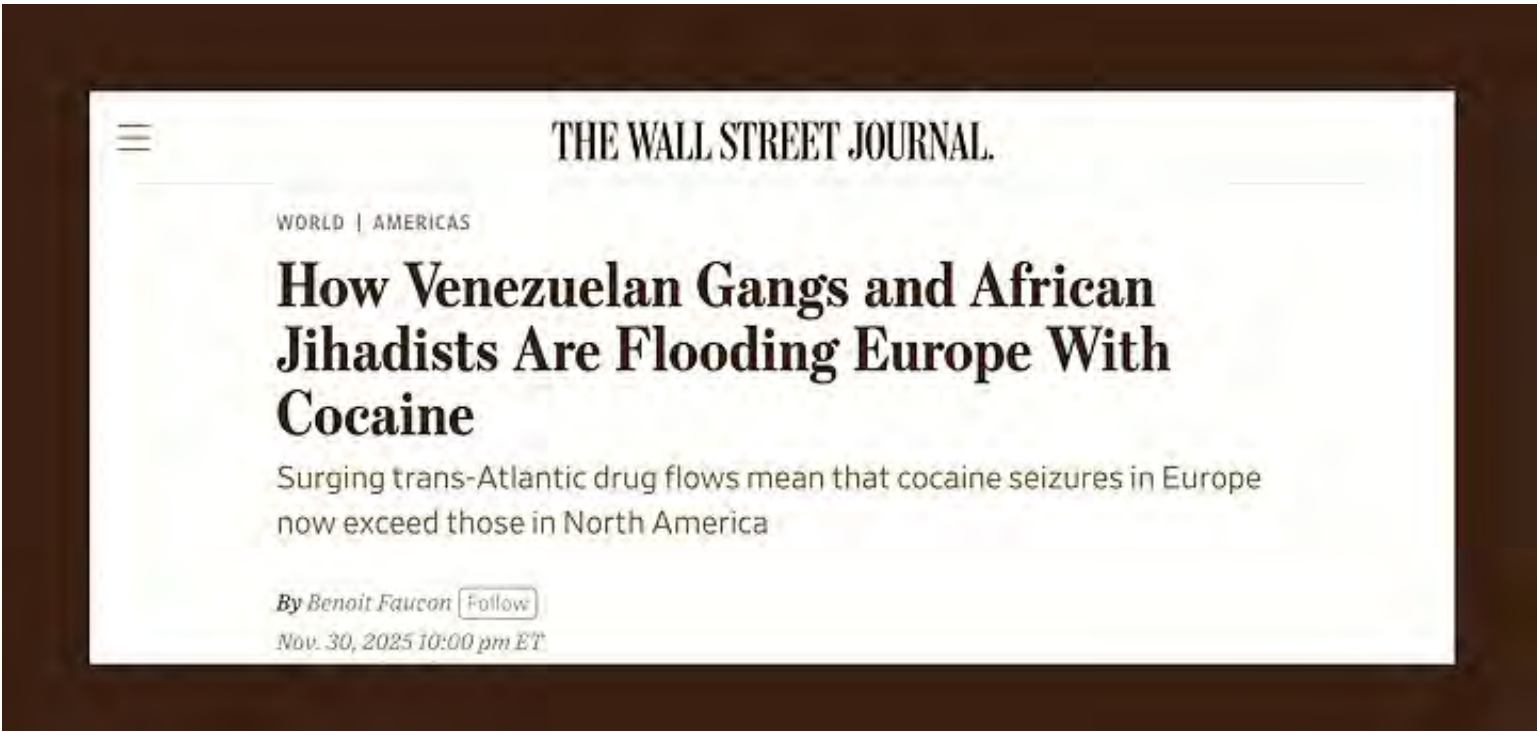 THE WALL STREET JOURNAL.
WORLD | AMERICAS
How Venezuelan Gangs and African
Jihadists Are Flooding Europe With
Cocaine
Surging trans-Atlantic drug flows mean that cocaine seizures in Europe
now exceed those in North America
By Benoit Faucon Follow
Nov. 30, 2025 10:00 pm ET